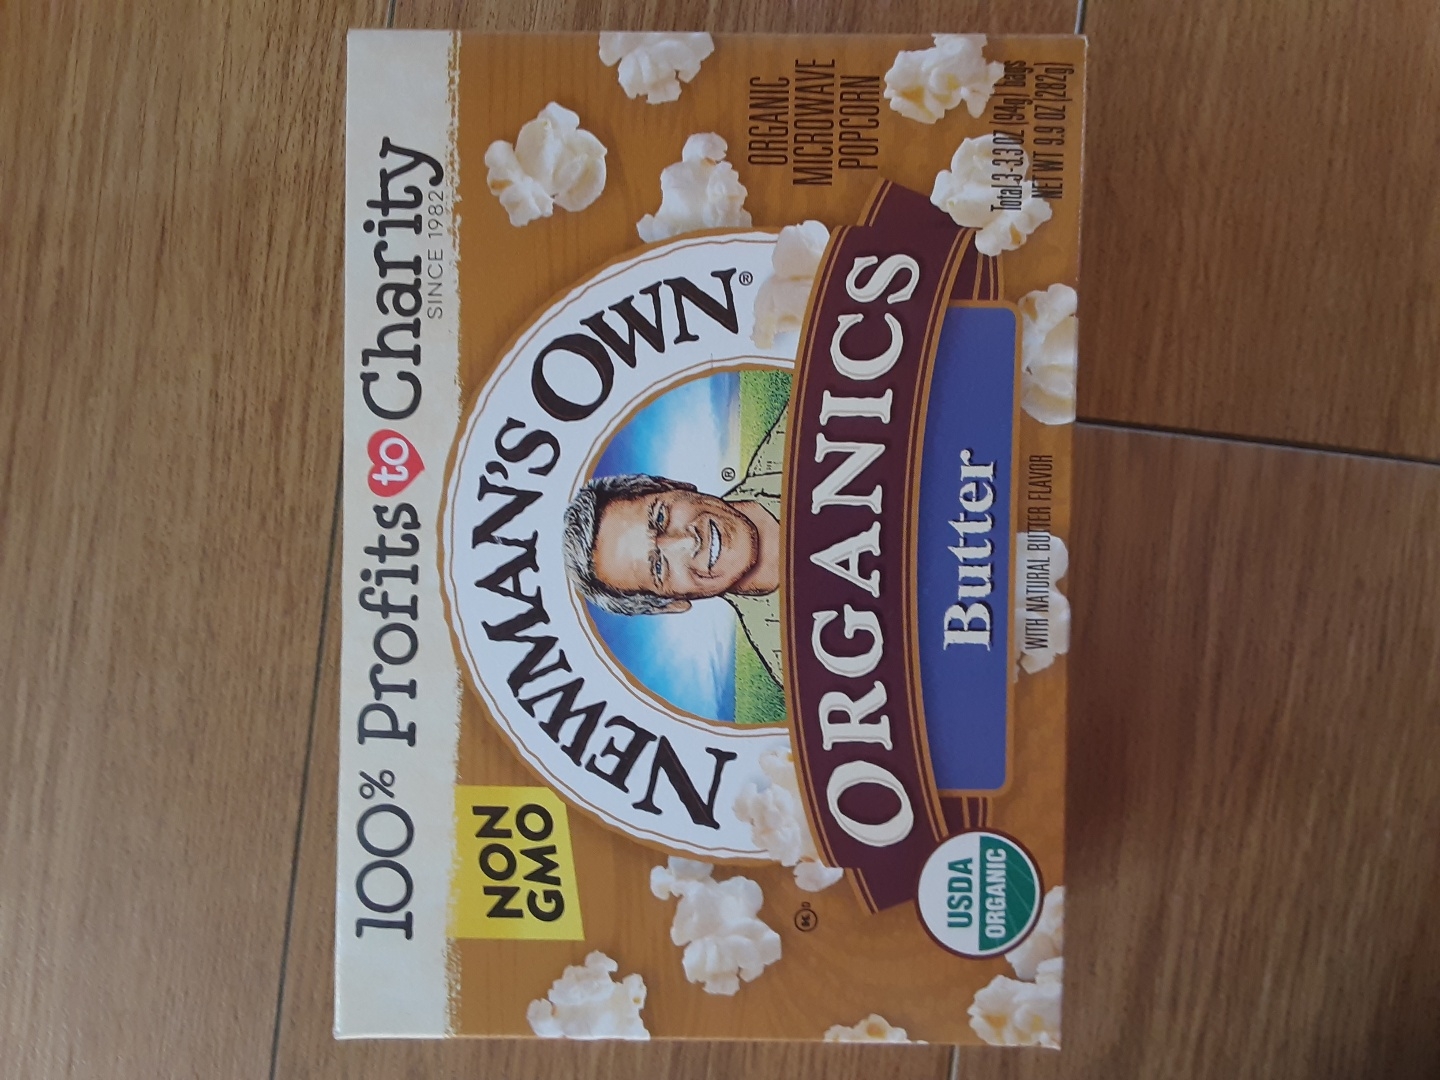 100% Profits to Charity
SINCE 1982
NON
GMO
NEWMAN'S OWN®
®
ORGANICS
ORGANIC
MICROWAVE
POPCORN
Butter
WITH NATURAL BUTTER FLAVOR
USDA
ORGANIC
Total 3-3.3 OZ (94g) bags
NET WT 9.9 OZ (282g)